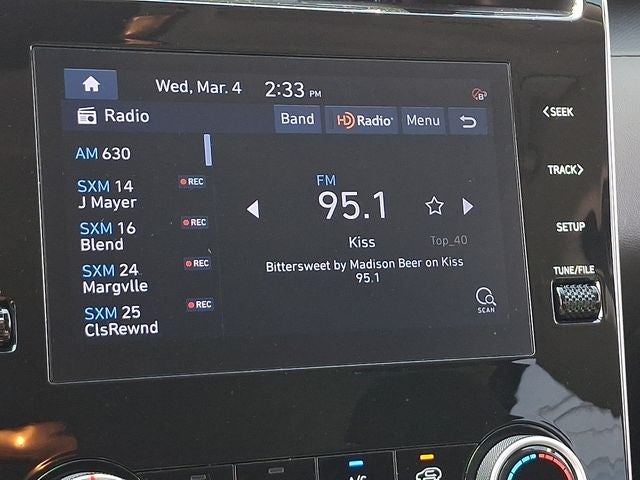 Wed, Mar. 4 2:33 PM
Radio Band HD Radio Menu
AM 630
SXM 14 REC
J Mayer
SXM 16 REC
Blend
SXM 24 REC
Margvlle
SXM 25 REC
ClsRewnd
FM
95.1
Kiss Top_40
Bittersweet by Madison Beer on Kiss
95.1
SCAN
< SEEK
TRACK >
SETUP
TUNE/FILE
A/C